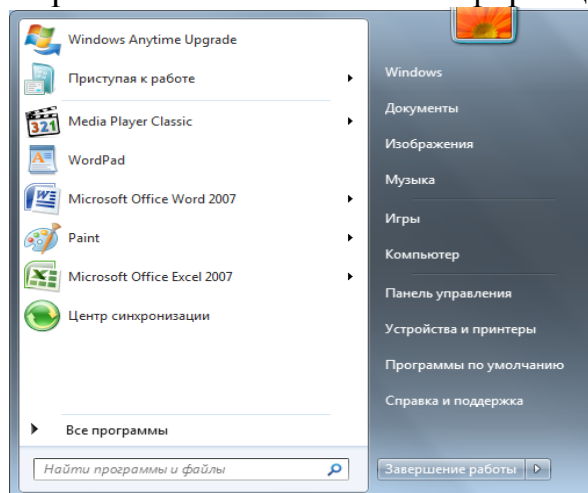 Windows Anytime Upgrade
Приступая к работе
Media Player Classic
WordPad
Microsoft Office Word 2007
Paint
Microsoft Office Excel 2007
Центр синхронизации
Все программы
Найти программы и файлы
Windows
Документы
Изображения
Музыка
Игры
Компьютер
Панель управления
Устройства и принтеры
Программы по умолчанию
Справка и поддержка
Завершение работы